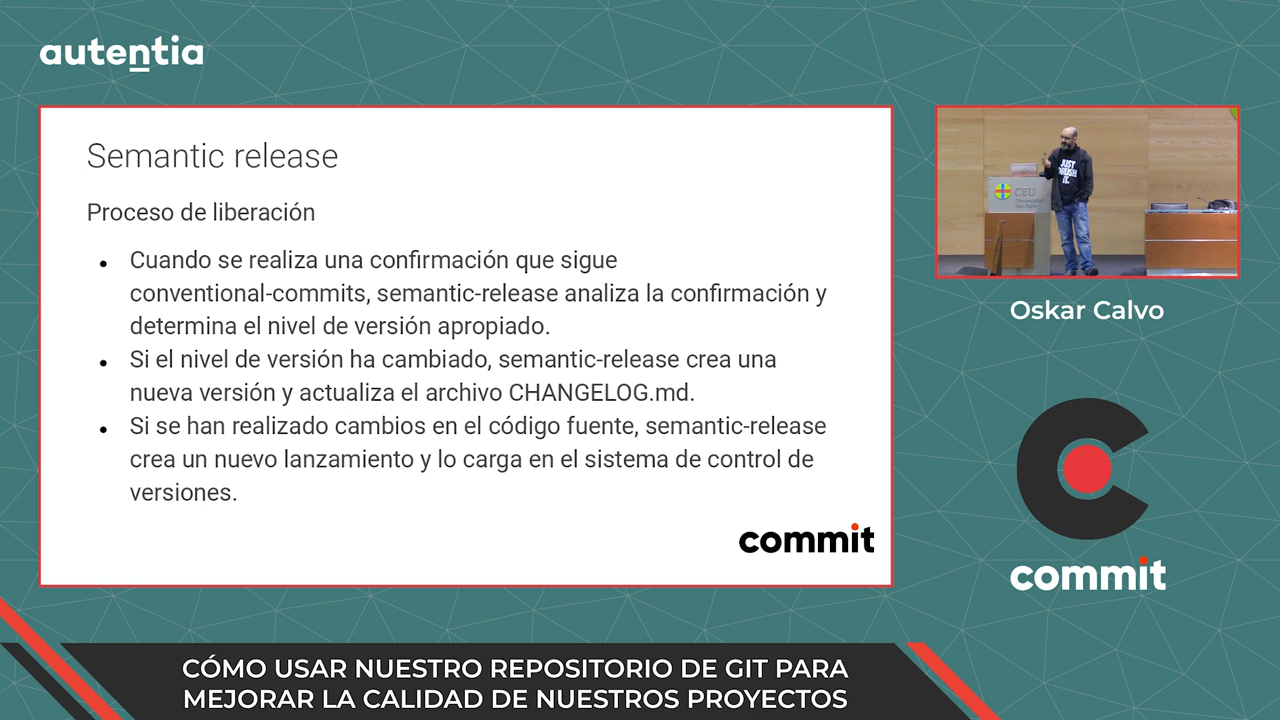 autentia
Semantic release
Proceso de liberación
Cuando se realiza una confirmación que sigue
conventional-commits, semantic-release analiza la confirmación y
determina el nivel de versión apropiado.
Si el nivel de versión ha cambiado, semantic-release crea una
nueva versión y actualiza el archivo CHANGELOG.md.
Si se han realizado cambios en el código fuente, semantic-release
crea un nuevo lanzamiento y lo carga en el sistema de control de
versiones.
commit
JUST
IT.
CEU
Oskar Calvo
commit
CÓMO USAR NUESTRO REPOSITORIO DE GIT PARA
MEJORAR LA CALIDAD DE NUESTROS PROYECTOS